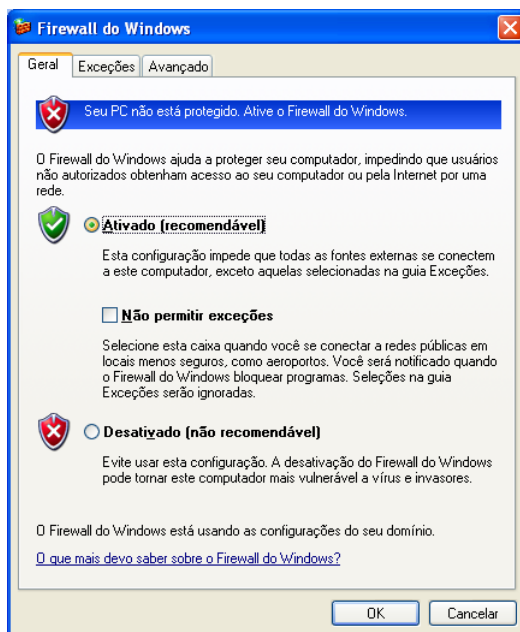 Firewall do Windows
Geral Exceções Avançado
Seu PC não está protegido. Ative o Firewall do Windows.
O Firewall do Windows ajuda a proteger seu computador, impedindo que usuários
não autorizados obtenham acesso ao seu computador ou pela Internet por uma
rede.
Ativado (recomendável)
Esta configuração impede que todas as fontes externas se conectem
a este computador, exceto aquelas selecionadas na guia Exceções.
Não permitir exceções
Selecione esta caixa quando você se conectar a redes públicas em
locais menos seguros, como aeroportos. Você será notificado quando
o Firewall do Windows bloquear programas. Seleções na guia
Exceções serão ignoradas.
Desativado (não recomendável)
Evite usar esta configuração. A desativação do Firewall do Windows
pode tornar este computador mais vulnerável a vírus e invasores.
O Firewall do Windows está usando as configurações do seu domínio.
O que mais devo saber sobre o Firewall do Windows?
OK Cancelar